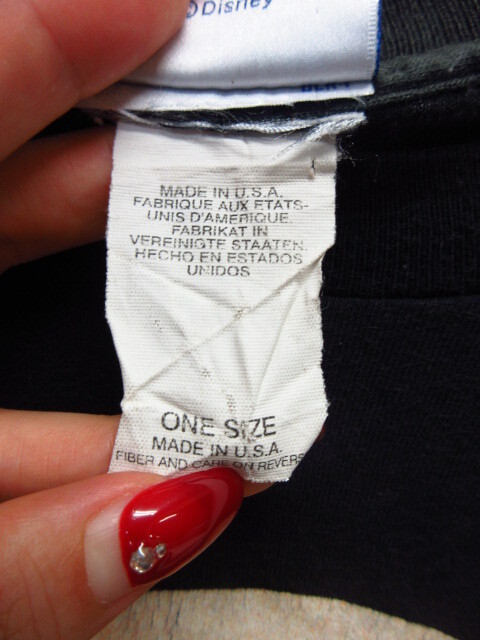 ©Disney
MADE IN U.S.A.
FABRIQUE AUX ETATS-
UNIS D'AMERIQUE.
FABRIKAT IN
VEREINIGTE STAATEN.
HECHO EN ESTADOS
UNIDOS
ONE SIZE
MADE IN U.S.A.
FIBER AND CARE ON REVERS